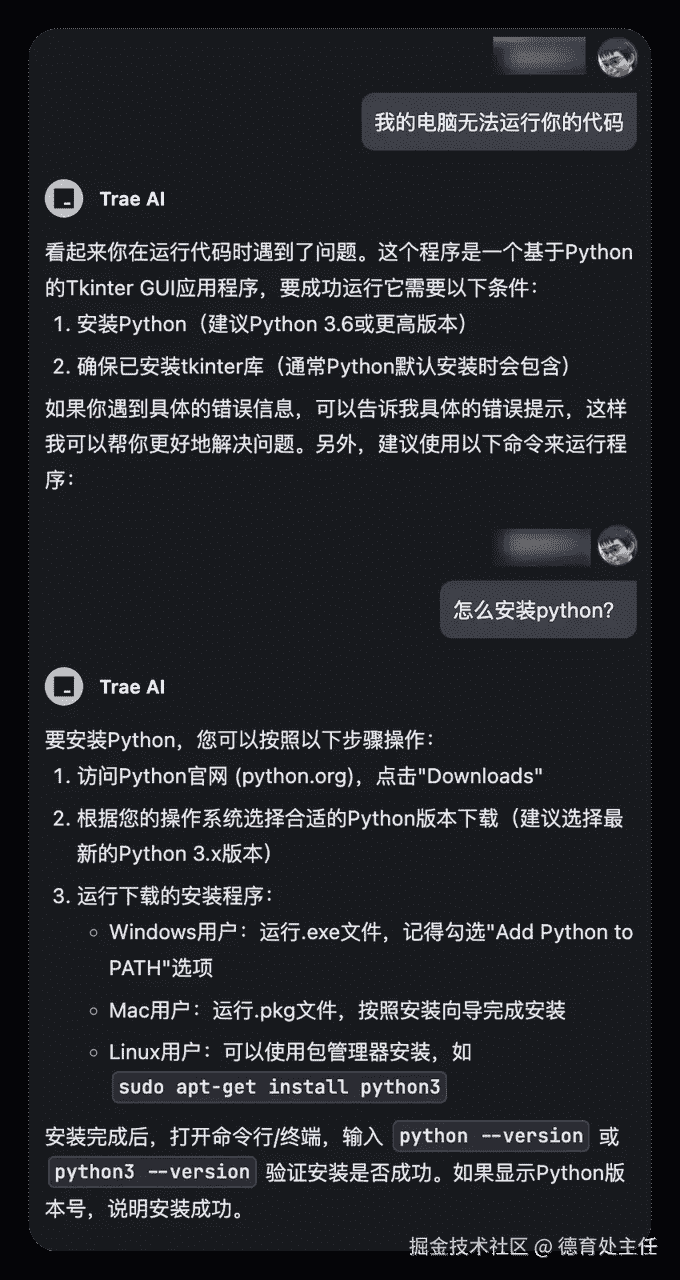 我的电脑无法运行你的代码
Trae AI
看起来你在运行代码时遇到了问题。这个程序是一个基于Python
的Tkinter GUI应用程序，要成功运行它需要以下条件：
1. 安装Python（建议Python 3.6或更高版本）
2. 确保已安装tkinter库（通常Python默认安装时会包含）
如果你遇到具体的错误信息，可以告诉我具体的错误提示，这样
我可以帮你更好地解决问题。另外，建议使用以下命令来运行程
序：
怎么安装python?
Trae AI
要安装Python，您可以按照以下步骤操作：
1. 访问Python官网 (python.org)，点击"Downloads"
2. 根据您的操作系统选择合适的Python版本下载（建议选择最
新的Python 3.x版本）
3. 运行下载的安装程序：
◦ Windows用户：运行.exe文件，记得勾选"Add Python to
PATH"选项
◦ Mac用户：运行.pkg文件，按照安装向导完成安装
◦ Linux用户：可以使用包管理器安装，如
sudo apt-get install python3
安装完成后，打开命令行/终端，输入 python --version 或
python3 --version 验证安装是否成功。如果显示Python版
本号，说明安装成功。
掘金技术社区 @ 德育处主任